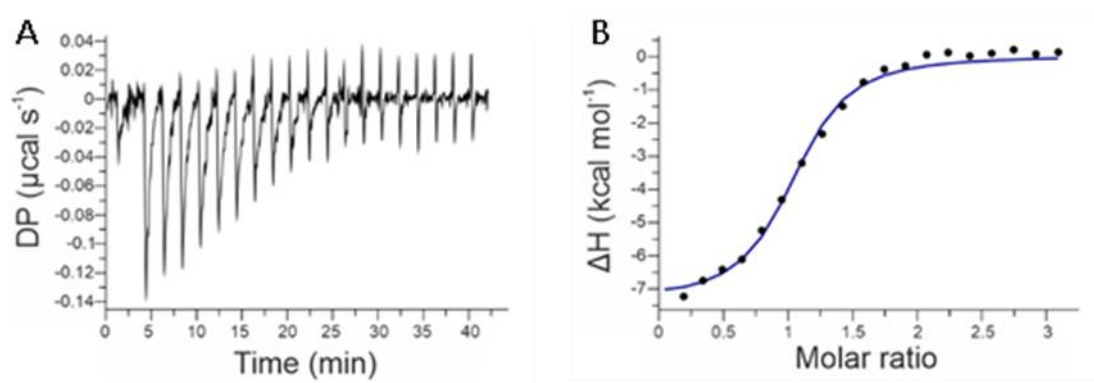 A
DP (µcal s⁻¹)
0.04
0.02
0
-0.02
-0.04
-0.06
-0.08
-0.1
-0.12
-0.14
0 5 10 15 20 25 30 35 40
Time (min)
B
ΔH (kcal mol⁻¹)
0
-1
-2
-3
-4
-5
-6
-7
0 0.5 1 1.5 2 2.5 3
Molar ratio